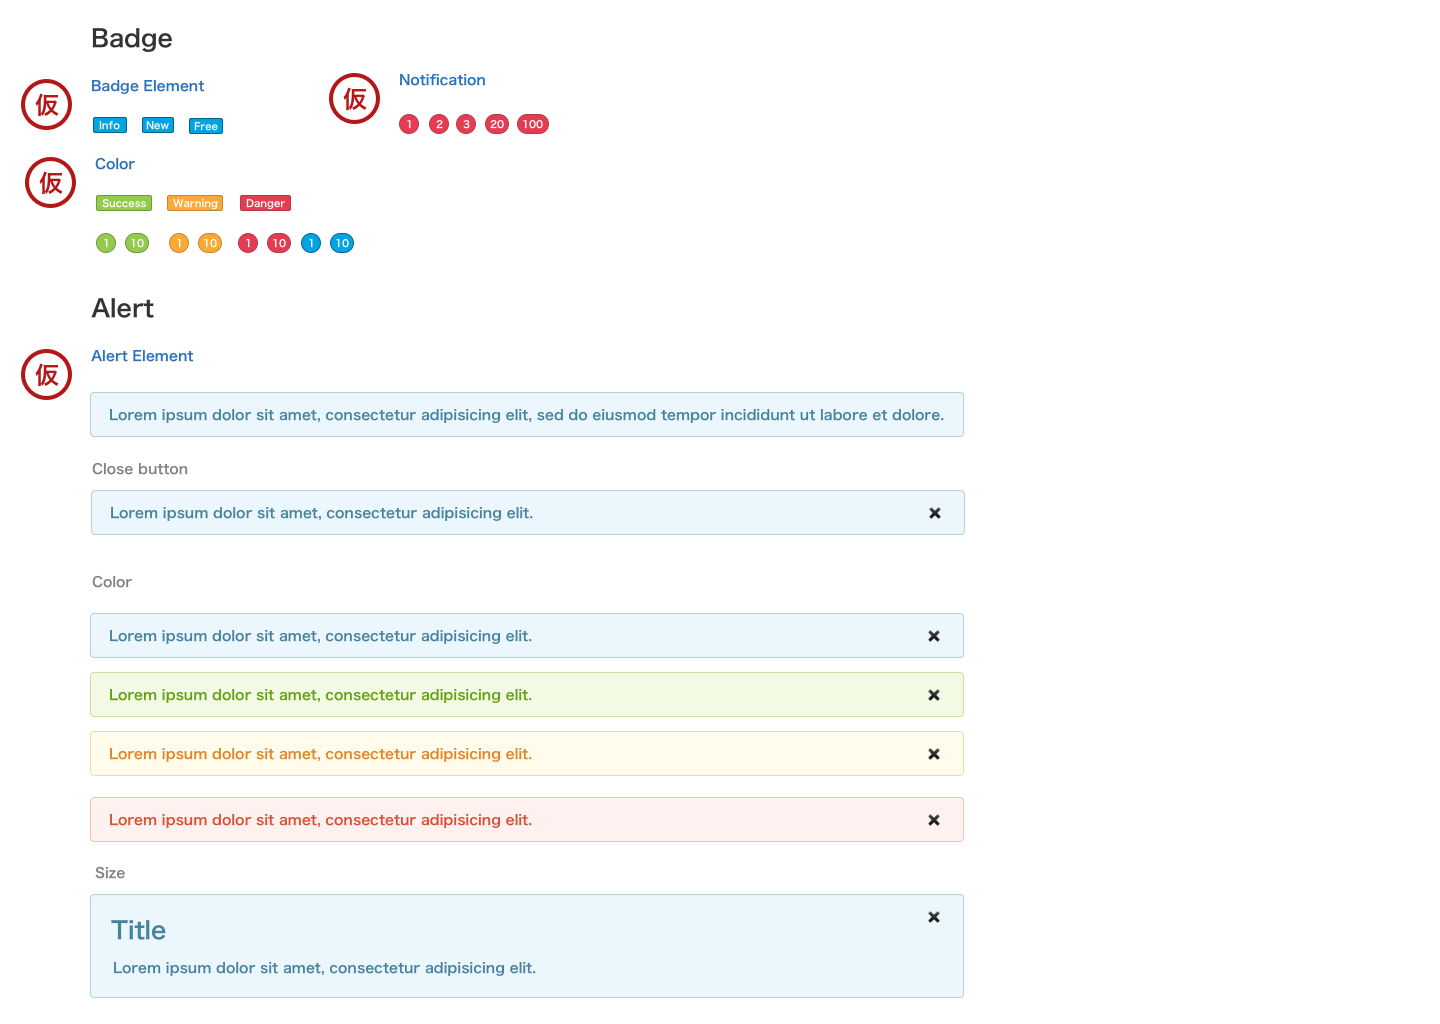 Badge
仮
Badge Element
仮
Notification
Info New Free
1 2 3 20 100
仮
Color
Success Warning Danger
1 10 1 10 1 10 1 10
Alert
仮
Alert Element
Lorem ipsum dolor sit amet, consectetur adipisicing elit, sed do eiusmod tempor incididunt ut labore et dolore.
Close button
Lorem ipsum dolor sit amet, consectetur adipisicing elit.
Color
Lorem ipsum dolor sit amet, consectetur adipisicing elit.
Lorem ipsum dolor sit amet, consectetur adipisicing elit.
Lorem ipsum dolor sit amet, consectetur adipisicing elit.
Lorem ipsum dolor sit amet, consectetur adipisicing elit.
Size
Title
Lorem ipsum dolor sit amet, consectetur adipisicing elit.